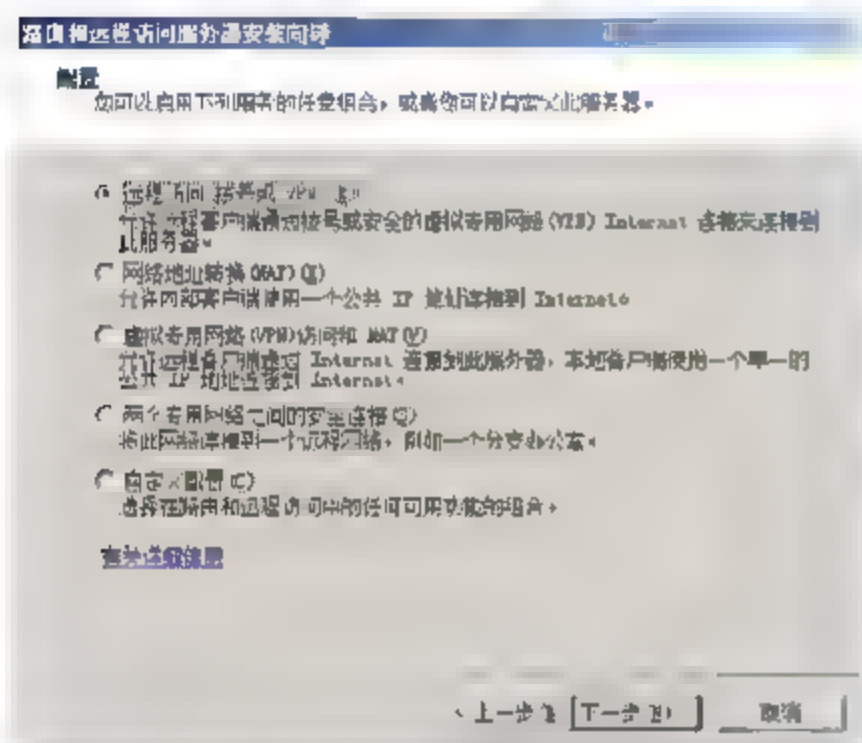 路由和远程访问服务器安装向导
配置
您可以启用下列服务的任意组合，或者您可以自定义此服务器。
远程访问(拨号或 VPN)
允许远程客户端通过拨号或安全的虚拟专用网络(VPN) Internet 连接来连接到
此服务器。
网络地址转换(NAT)(E)
允许内部客户端使用一个公共 IP 地址连接到 Internet。
虚拟专用网络(VPN)访问和 NAT(V)
允许远程客户端通过 Internet 连接到此服务器，本地客户端使用一个单一的
公共 IP 地址连接到 Internet。
两个专用网络之间的安全连接(S)
将此网络连接到一个远程网络，例如一个分支办公室。
自定义配置(C)
选择在路由和远程访问中的任何可用功能的组合。
有关详细信息
< 上一步(B) 下一步(N) > 取消